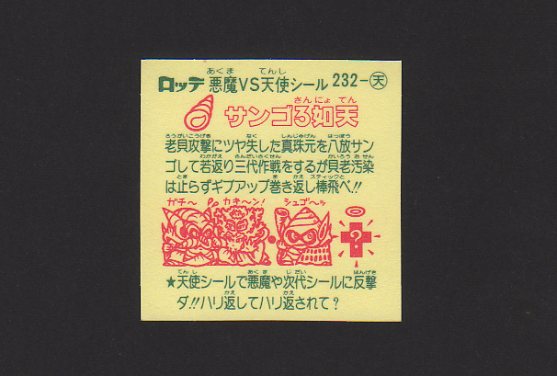 ロッテ 悪魔VS天使シール 232-天
サンゴ3如天
老貝攻撃にツヤ失した真珠元を八放サン
ゴして若返り三代作戦をするが貝老汚染
は止らずギブアップ巻き返し棒飛べ!!
ガチ〜 カキ〜ン! シュゴ〜ッ
?
★天使シールで悪魔や次代シールに反撃
ダ!!ハリ返してハリ返されて?